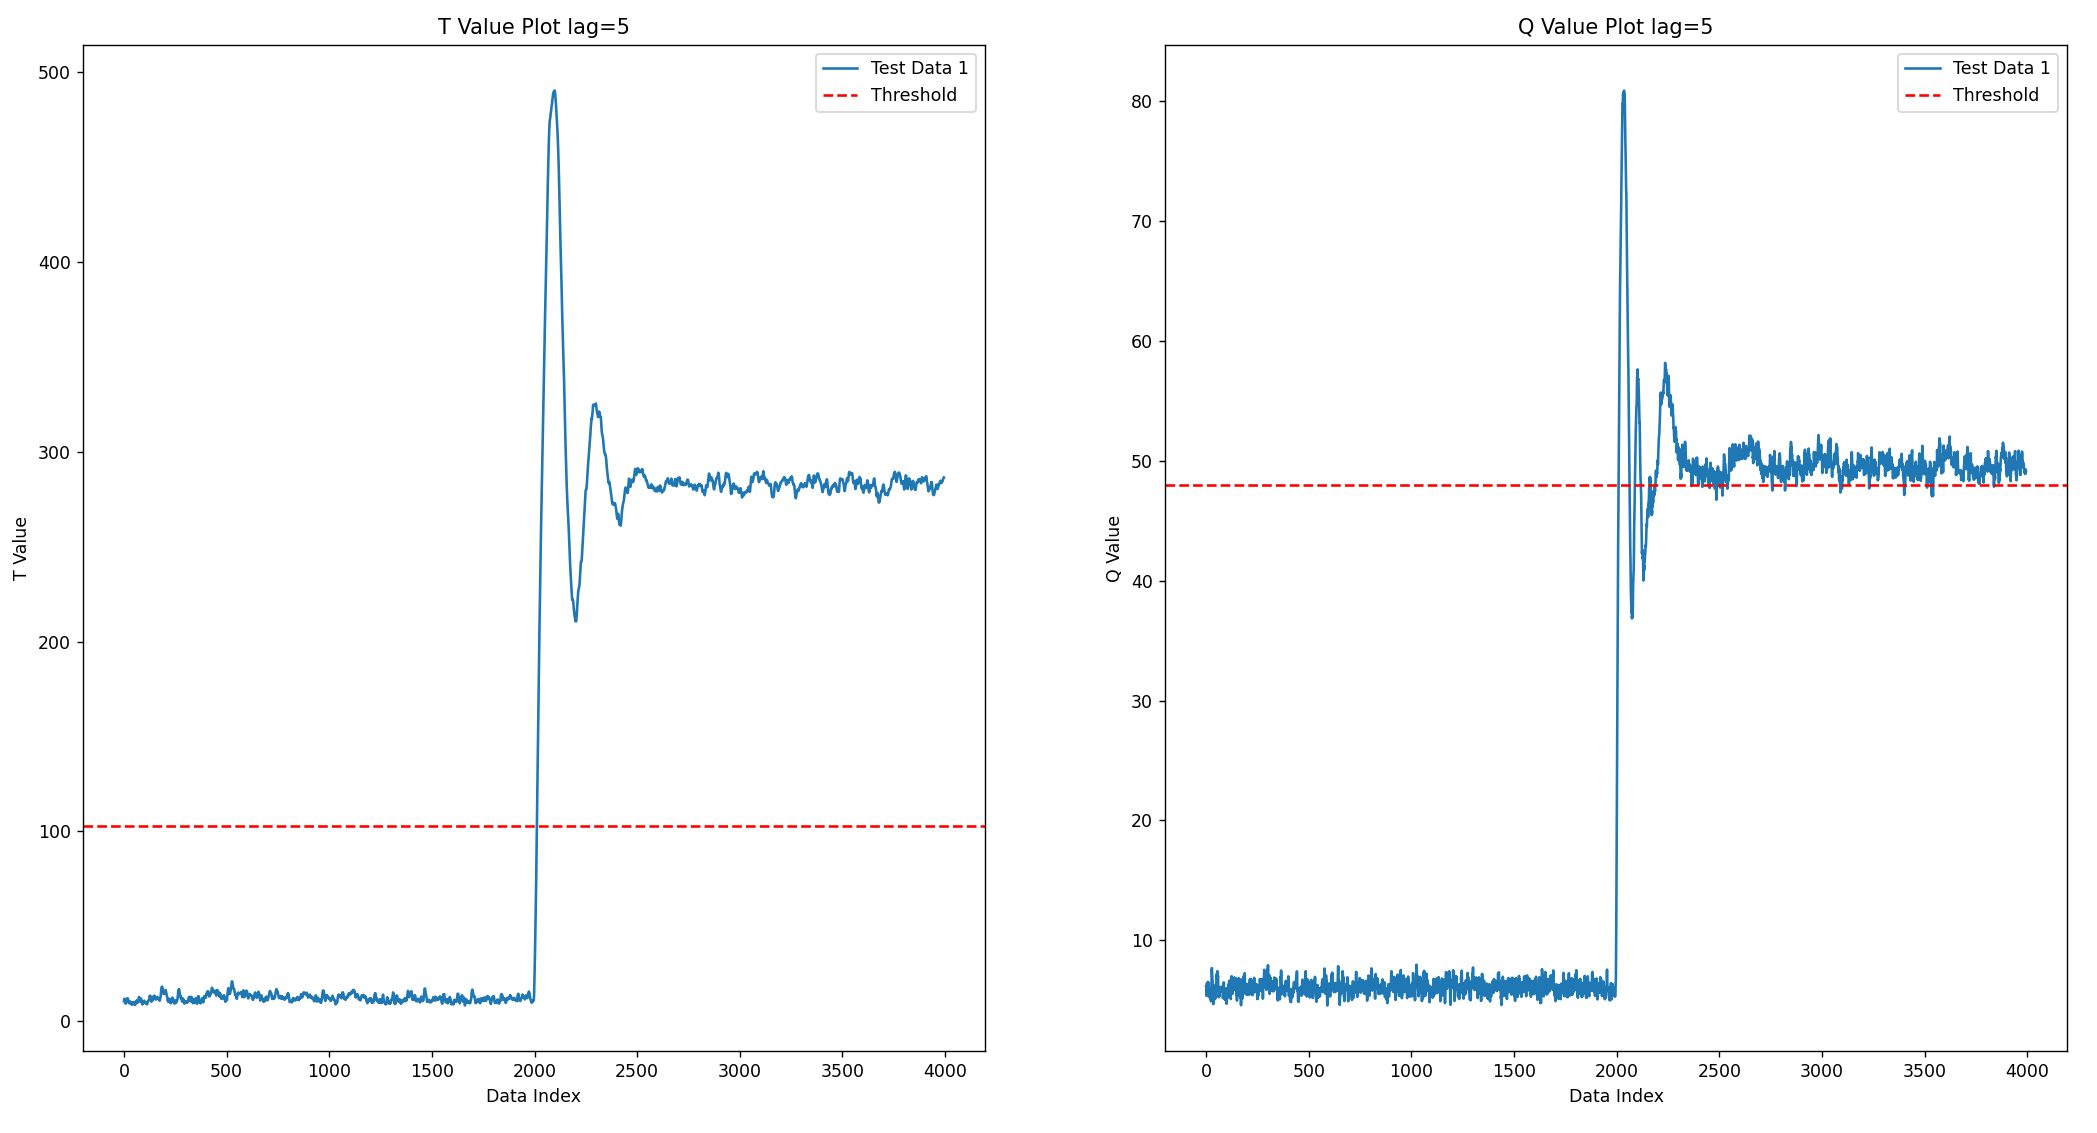 T Value Plot lag=5
Test Data 1
Threshold
T Value
500
400
300
200
100
0
0 500 1000 1500 2000 2500 3000 3500 4000
Data Index
Q Value Plot lag=5
Test Data 1
Threshold
Q Value
80
70
60
50
40
30
20
10
0 500 1000 1500 2000 2500 3000 3500 4000
Data Index